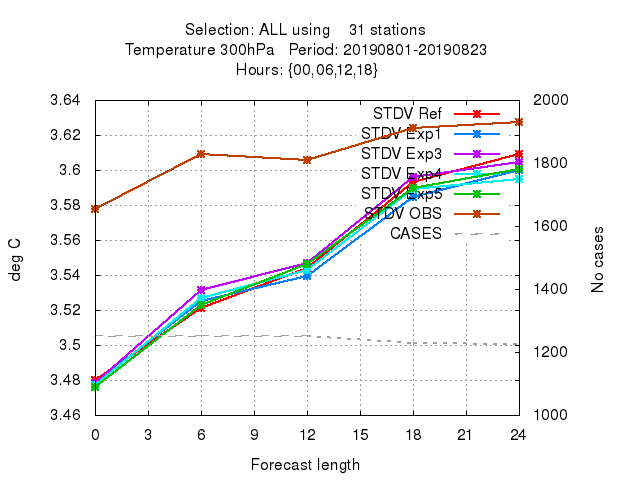 Selection: ALL using    31 stations
Temperature 300hPa   Period: 20190801-20190823
Hours: {00,06,12,18}
STDV Ref
STDV Exp1
STDV Exp3
STDV Exp4
STDV Exp5
STDV OBS
CASES
3.64
3.62
3.6
3.58
3.56
3.54
3.52
3.5
3.48
3.46
deg C
2000
1800
1600
1400
1200
1000
No cases
0 3 6 9 12 15 18 21 24
Forecast length